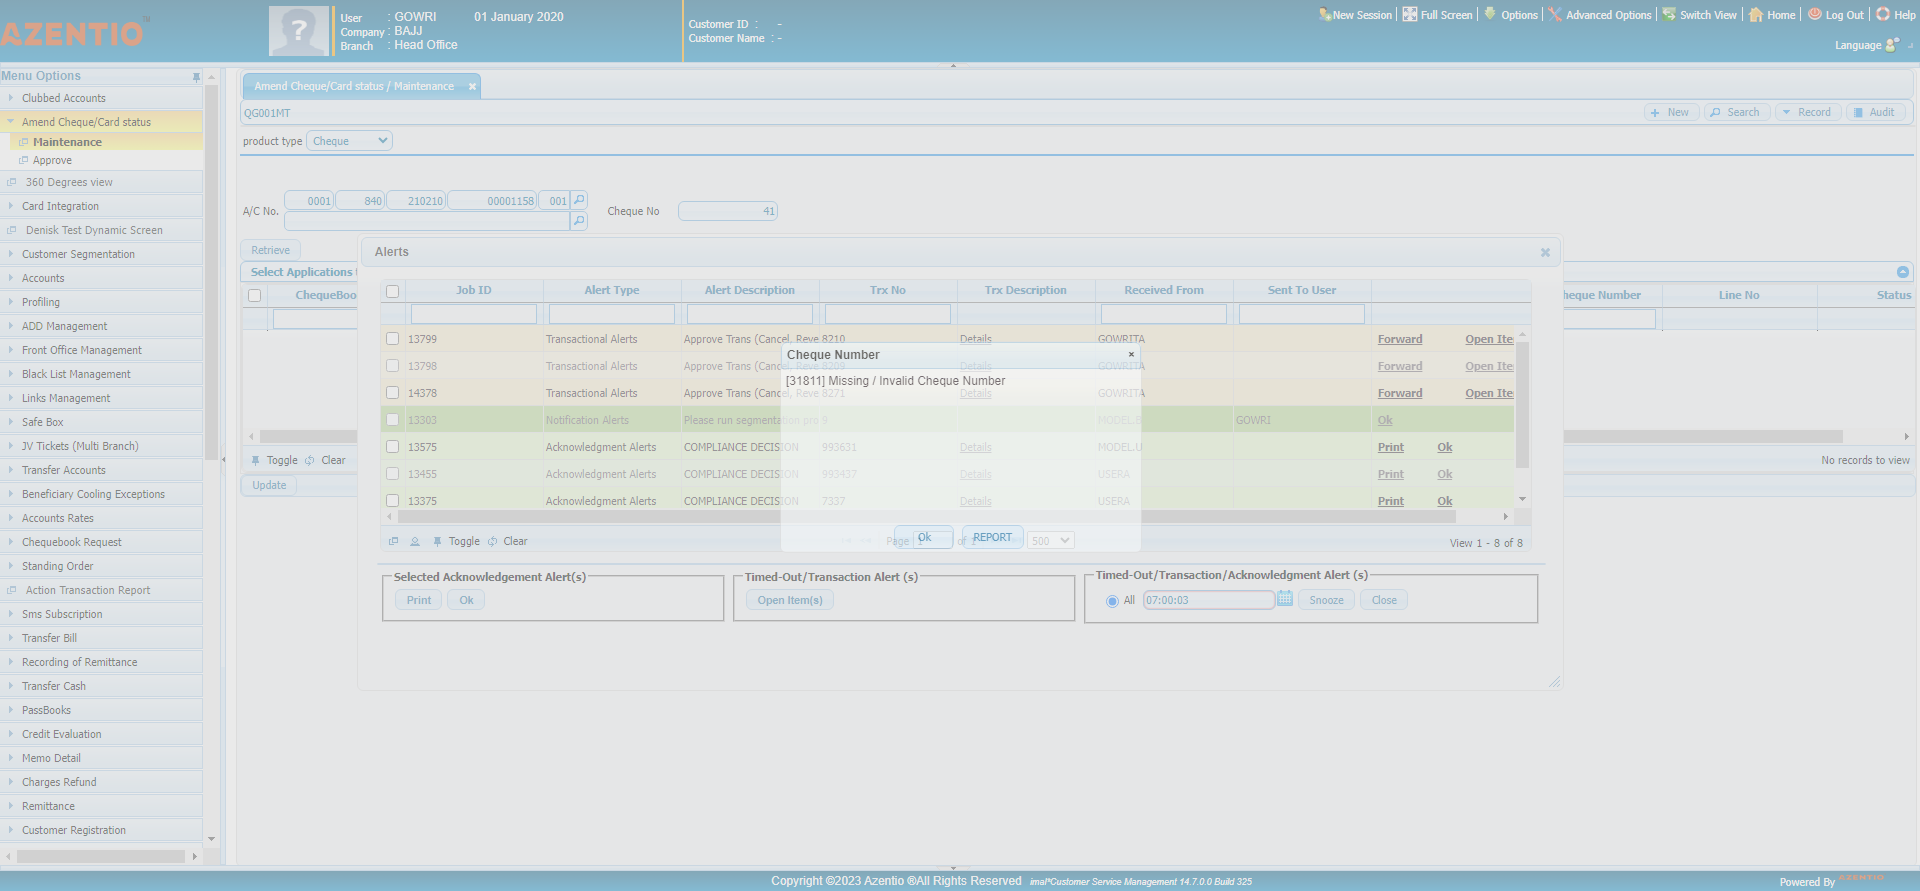 AZENTIO™
User : GOWRI 01 January 2020
Company : BAJJ
Branch : Head Office
Customer ID : -
Customer Name : -
New Session Full Screen Options Advanced Options Switch View Home Log Out Help
Language
Menu Options
Clubbed Accounts
Amend Cheque/Card status
Maintenance
Approve
360 Degrees view
Card Integration
Denisk Test Dynamic Screen
Customer Segmentation
Accounts
Profiling
ADD Management
Front Office Management
Black List Management
Links Management
Safe Box
JV Tickets (Multi Branch)
Transfer Accounts
Beneficiary Cooling Exceptions
Accounts Rates
Chequebook Request
Standing Order
Action Transaction Report
Sms Subscription
Transfer Bill
Recording of Remittance
Transfer Cash
PassBooks
Credit Evaluation
Memo Detail
Charges Refund
Remittance
Customer Registration
Amend Cheque/Card status / Maintenance
QG001MT
New Search Record Audit
product type Cheque
A/C No. 0001 840 210210 00001158 001 Cheque No 41
Retrieve
Select Applications
ChequeBoo heque Number Line No Status
Toggle Clear
No records to view
Update
Alerts
Job ID Alert Type Alert Description Trx No Trx Description Received From Sent To User
13799 Transactional Alerts Approve Trans (Cancel, Reve 8210 Details GOWRITA Forward Open Ite
13798 Transactional Alerts Approve Trans (Cancel, Reve 8209 Details GOWRITA Forward Open Ite
14378 Transactional Alerts Approve Trans (Cancel, Reve 8271 Details GOWRITA Forward Open Ite
13303 Notification Alerts Please run segmentation pro 9 GOWRI Ok
13575 Acknowledgment Alerts COMPLIANCE DECISION 993631 Details MODEL.U Print Ok
13455 Acknowledgment Alerts COMPLIANCE DECISION 993437 Details USERA Print Ok
13375 Acknowledgment Alerts COMPLIANCE DECISION 7337 Details USERA Print Ok
Toggle Clear Page 1 of 1 500 View 1 - 8 of 8
Cheque Number
[31811] Missing / Invalid Cheque Number
Ok REPORT
Selected Acknowledgement Alert(s)
Print Ok
Timed-Out/Transaction Alert (s)
Open Item(s)
Timed-Out/Transaction/Acknowledgment Alert (s)
All 07:00:03 Snooze Close
Copyright ©2023 Azentio ®All Rights Reserved imal*Customer Service Management 14.7.0.0 Build 325
Powered By AZENTIO